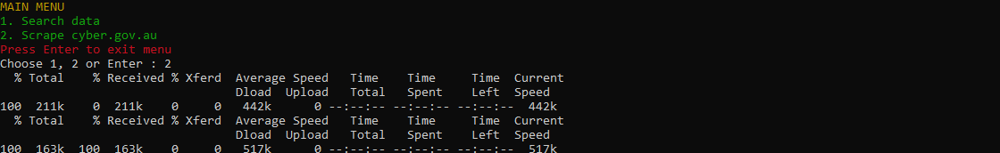 MAIN MENU
1. Search data
2. Scrape cyber.gov.au
Press Enter to exit menu
Choose 1, 2 or Enter : 2
  % Total    % Received % Xferd  Average Speed   Time    Time     Time  Current
                                 Dload  Upload   Total   Spent    Left  Speed
100  211k    0  211k    0     0   442k      0 --:--:-- --:--:-- --:--:--  442k
  % Total    % Received % Xferd  Average Speed   Time    Time     Time  Current
                                 Dload  Upload   Total   Spent    Left  Speed
100  163k  100  163k    0     0   517k      0 --:--:-- --:--:-- --:--:--  517k